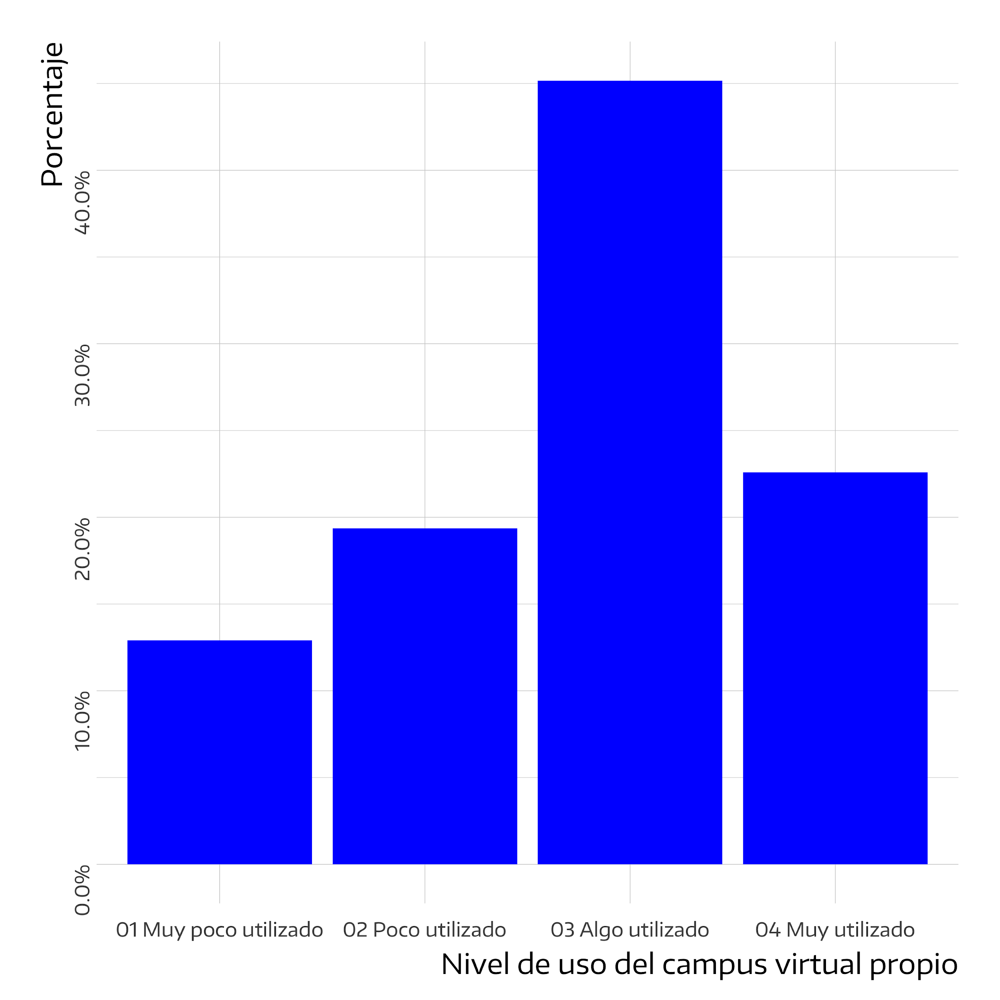 Porcentaje
40.0%
30.0%
20.0%
10.0%
0.0%
01 Muy poco utilizado
02 Poco utilizado
03 Algo utilizado
04 Muy utilizado
Nivel de uso del campus virtual propio